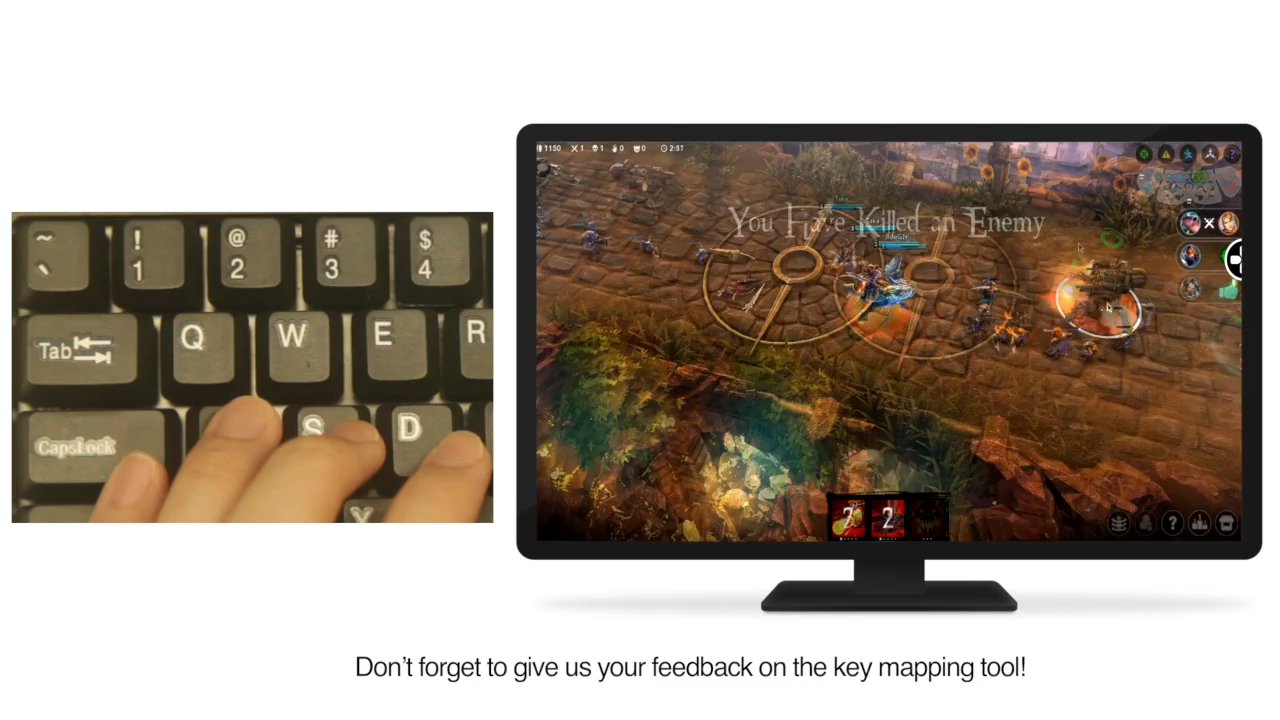 ~ ! @ # $
` 1 2 3 4
Tab Q W E R
CapsLock S D
X
1150 1 1 0 0 2:57
You Have Killed an Enemy
2 2
?
?
Don't forget to give us your feedback on the key mapping tool!